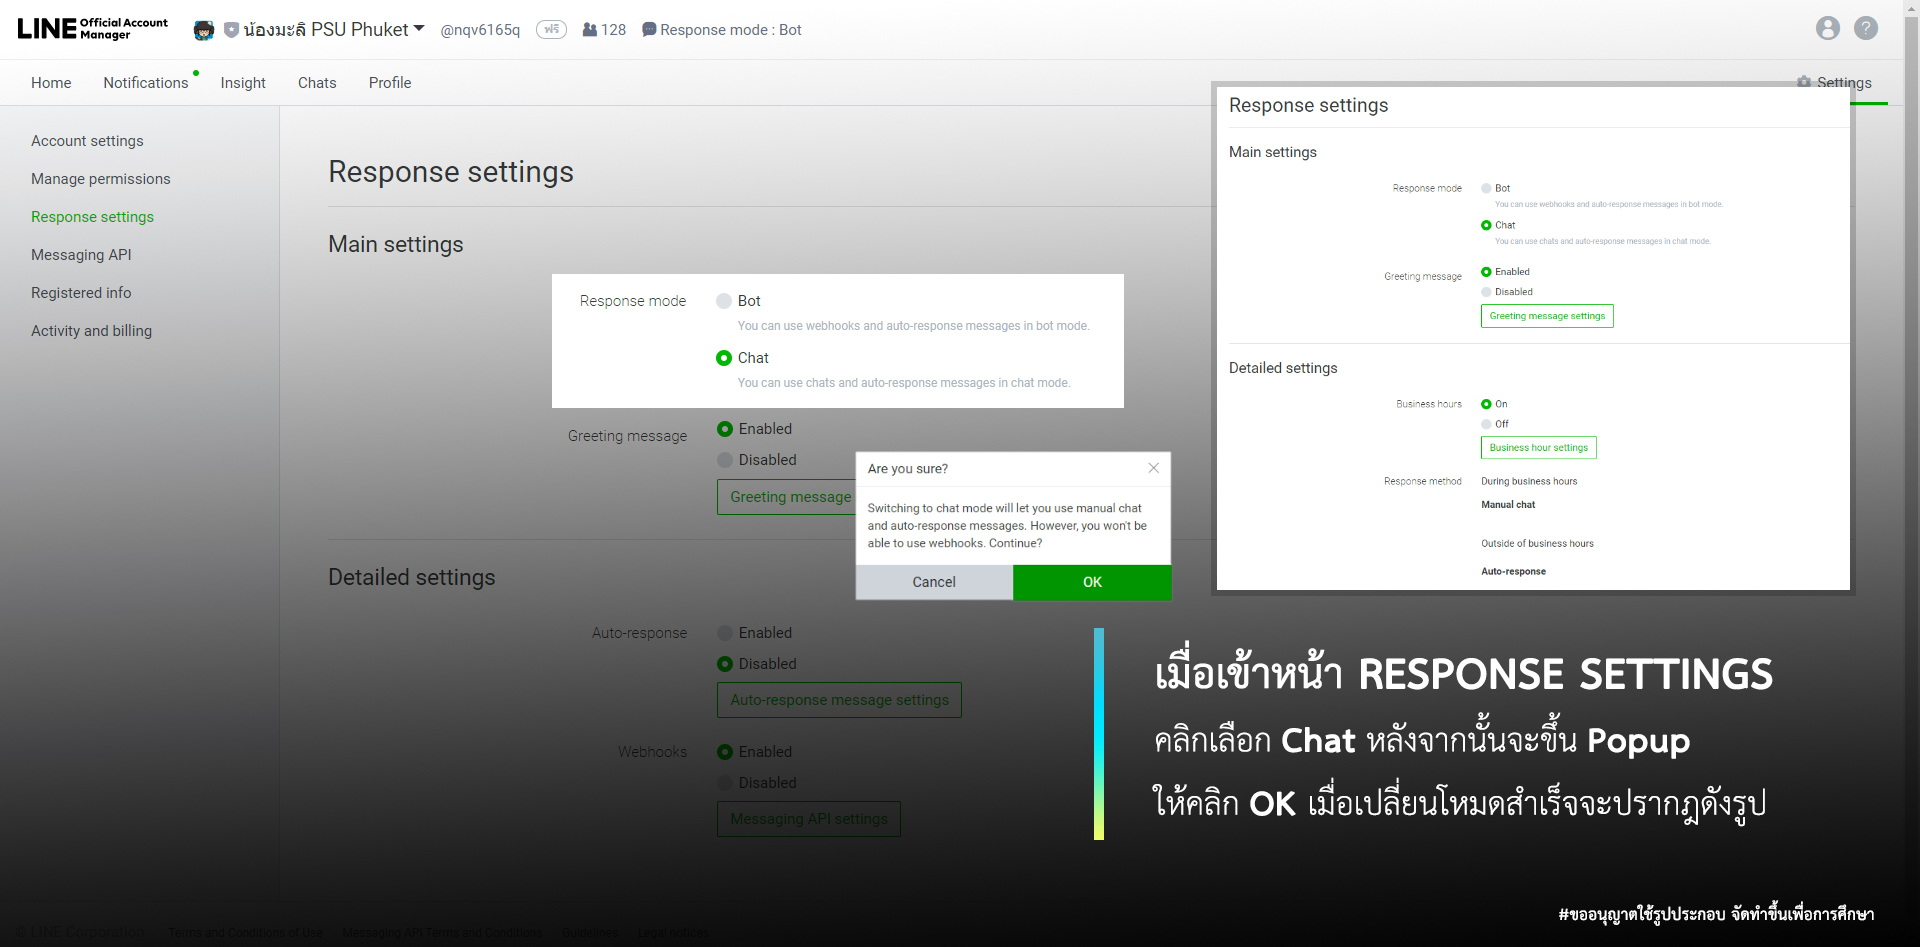 LINE Official Account Manager
น้องมะลิ PSU Phuket
@nqv6165q
ฟรี
128
Response mode : Bot
Home
Notifications
Insight
Chats
Profile
Settings
Account settings
Manage permissions
Response settings
Messaging API
Registered info
Activity and billing
Response settings
Main settings
Response mode
Bot
You can use webhooks and auto-response messages in bot mode.
Chat
You can use chats and auto-response messages in chat mode.
Greeting message
Enabled
Disabled
Greeting message
Are you sure?
Switching to chat mode will let you use manual chat
and auto-response messages. However, you won't be
able to use webhooks. Continue?
Cancel
OK
Detailed settings
Auto-response
Enabled
Disabled
Auto-response message settings
Webhooks
Enabled
Disabled
Messaging API settings
Response settings
Main settings
Response mode
Bot
You can use webhooks and auto-response messages in bot mode.
Chat
You can use chats and auto-response messages in chat mode.
Greeting message
Enabled
Disabled
Greeting message settings
Detailed settings
Business hours
On
Off
Business hour settings
Response method
During business hours
Manual chat
Outside of business hours
Auto-response
เมื่อเข้าหน้า RESPONSE SETTINGS
คลิกเลือก Chat หลังจากนั้นจะขึ้น Popup
ให้คลิก OK เมื่อเปลี่ยนโหมดสำเร็จจะปรากฎดังรูป
#ขออนุญาตใช้รูปประกอบ จัดทำขึ้นเพื่อการศึกษา
© LINE Corporation
Terms and Conditions of Use
Messaging API Terms and Conditions
Guidelines
Legal notices